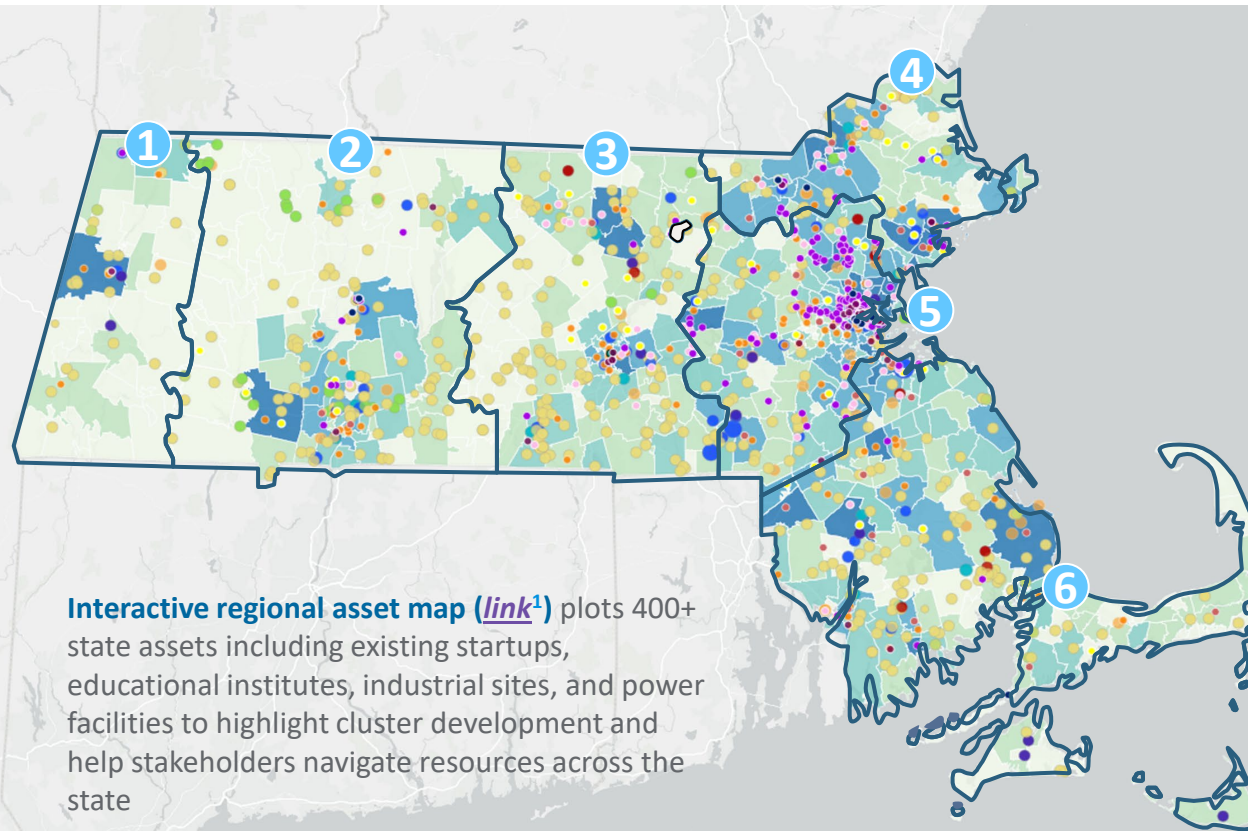 4
1
2
3
5
6
Interactive regional asset map (link1) plots 400+
state assets including existing startups,
educational institutes, industrial sites, and power
facilities to highlight cluster development and
help stakeholders navigate resources across the
state